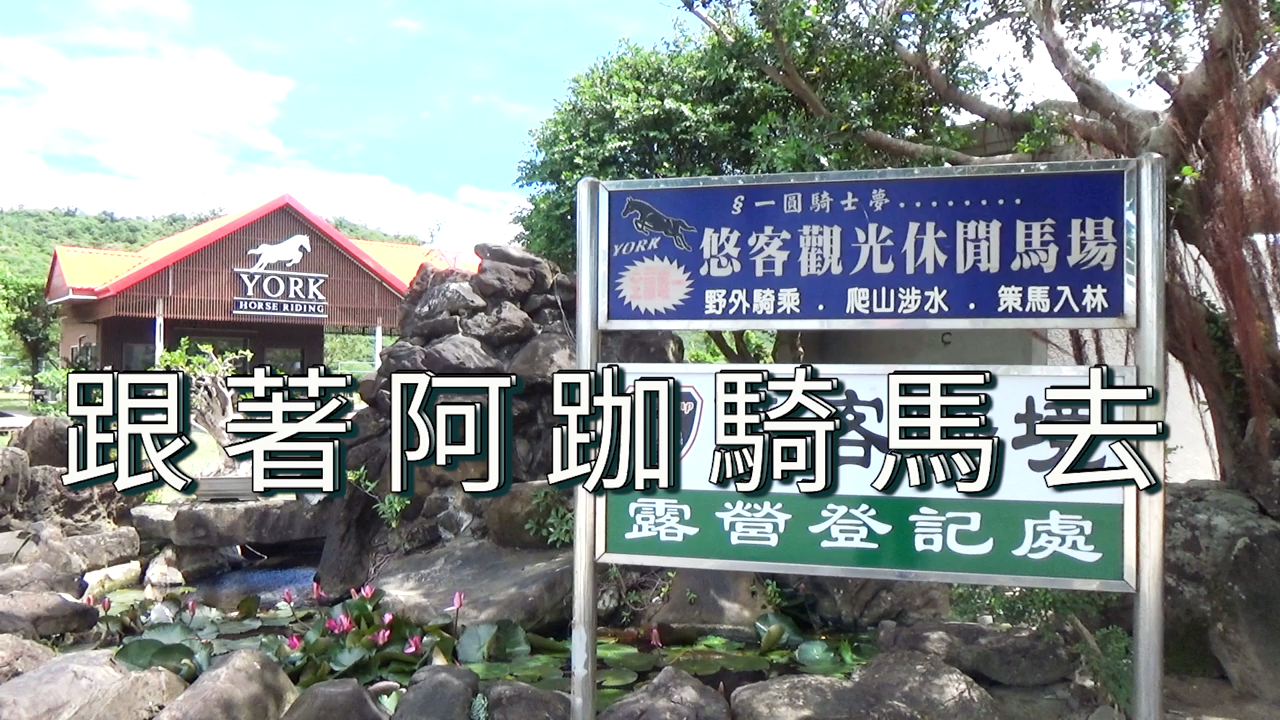 YORK
HORSE RIDING
§一圓騎士夢........
YORK
悠客觀光休閒馬場
野外騎乘．爬山涉水．策馬入林
跟著阿跏騎馬去
露營登記處